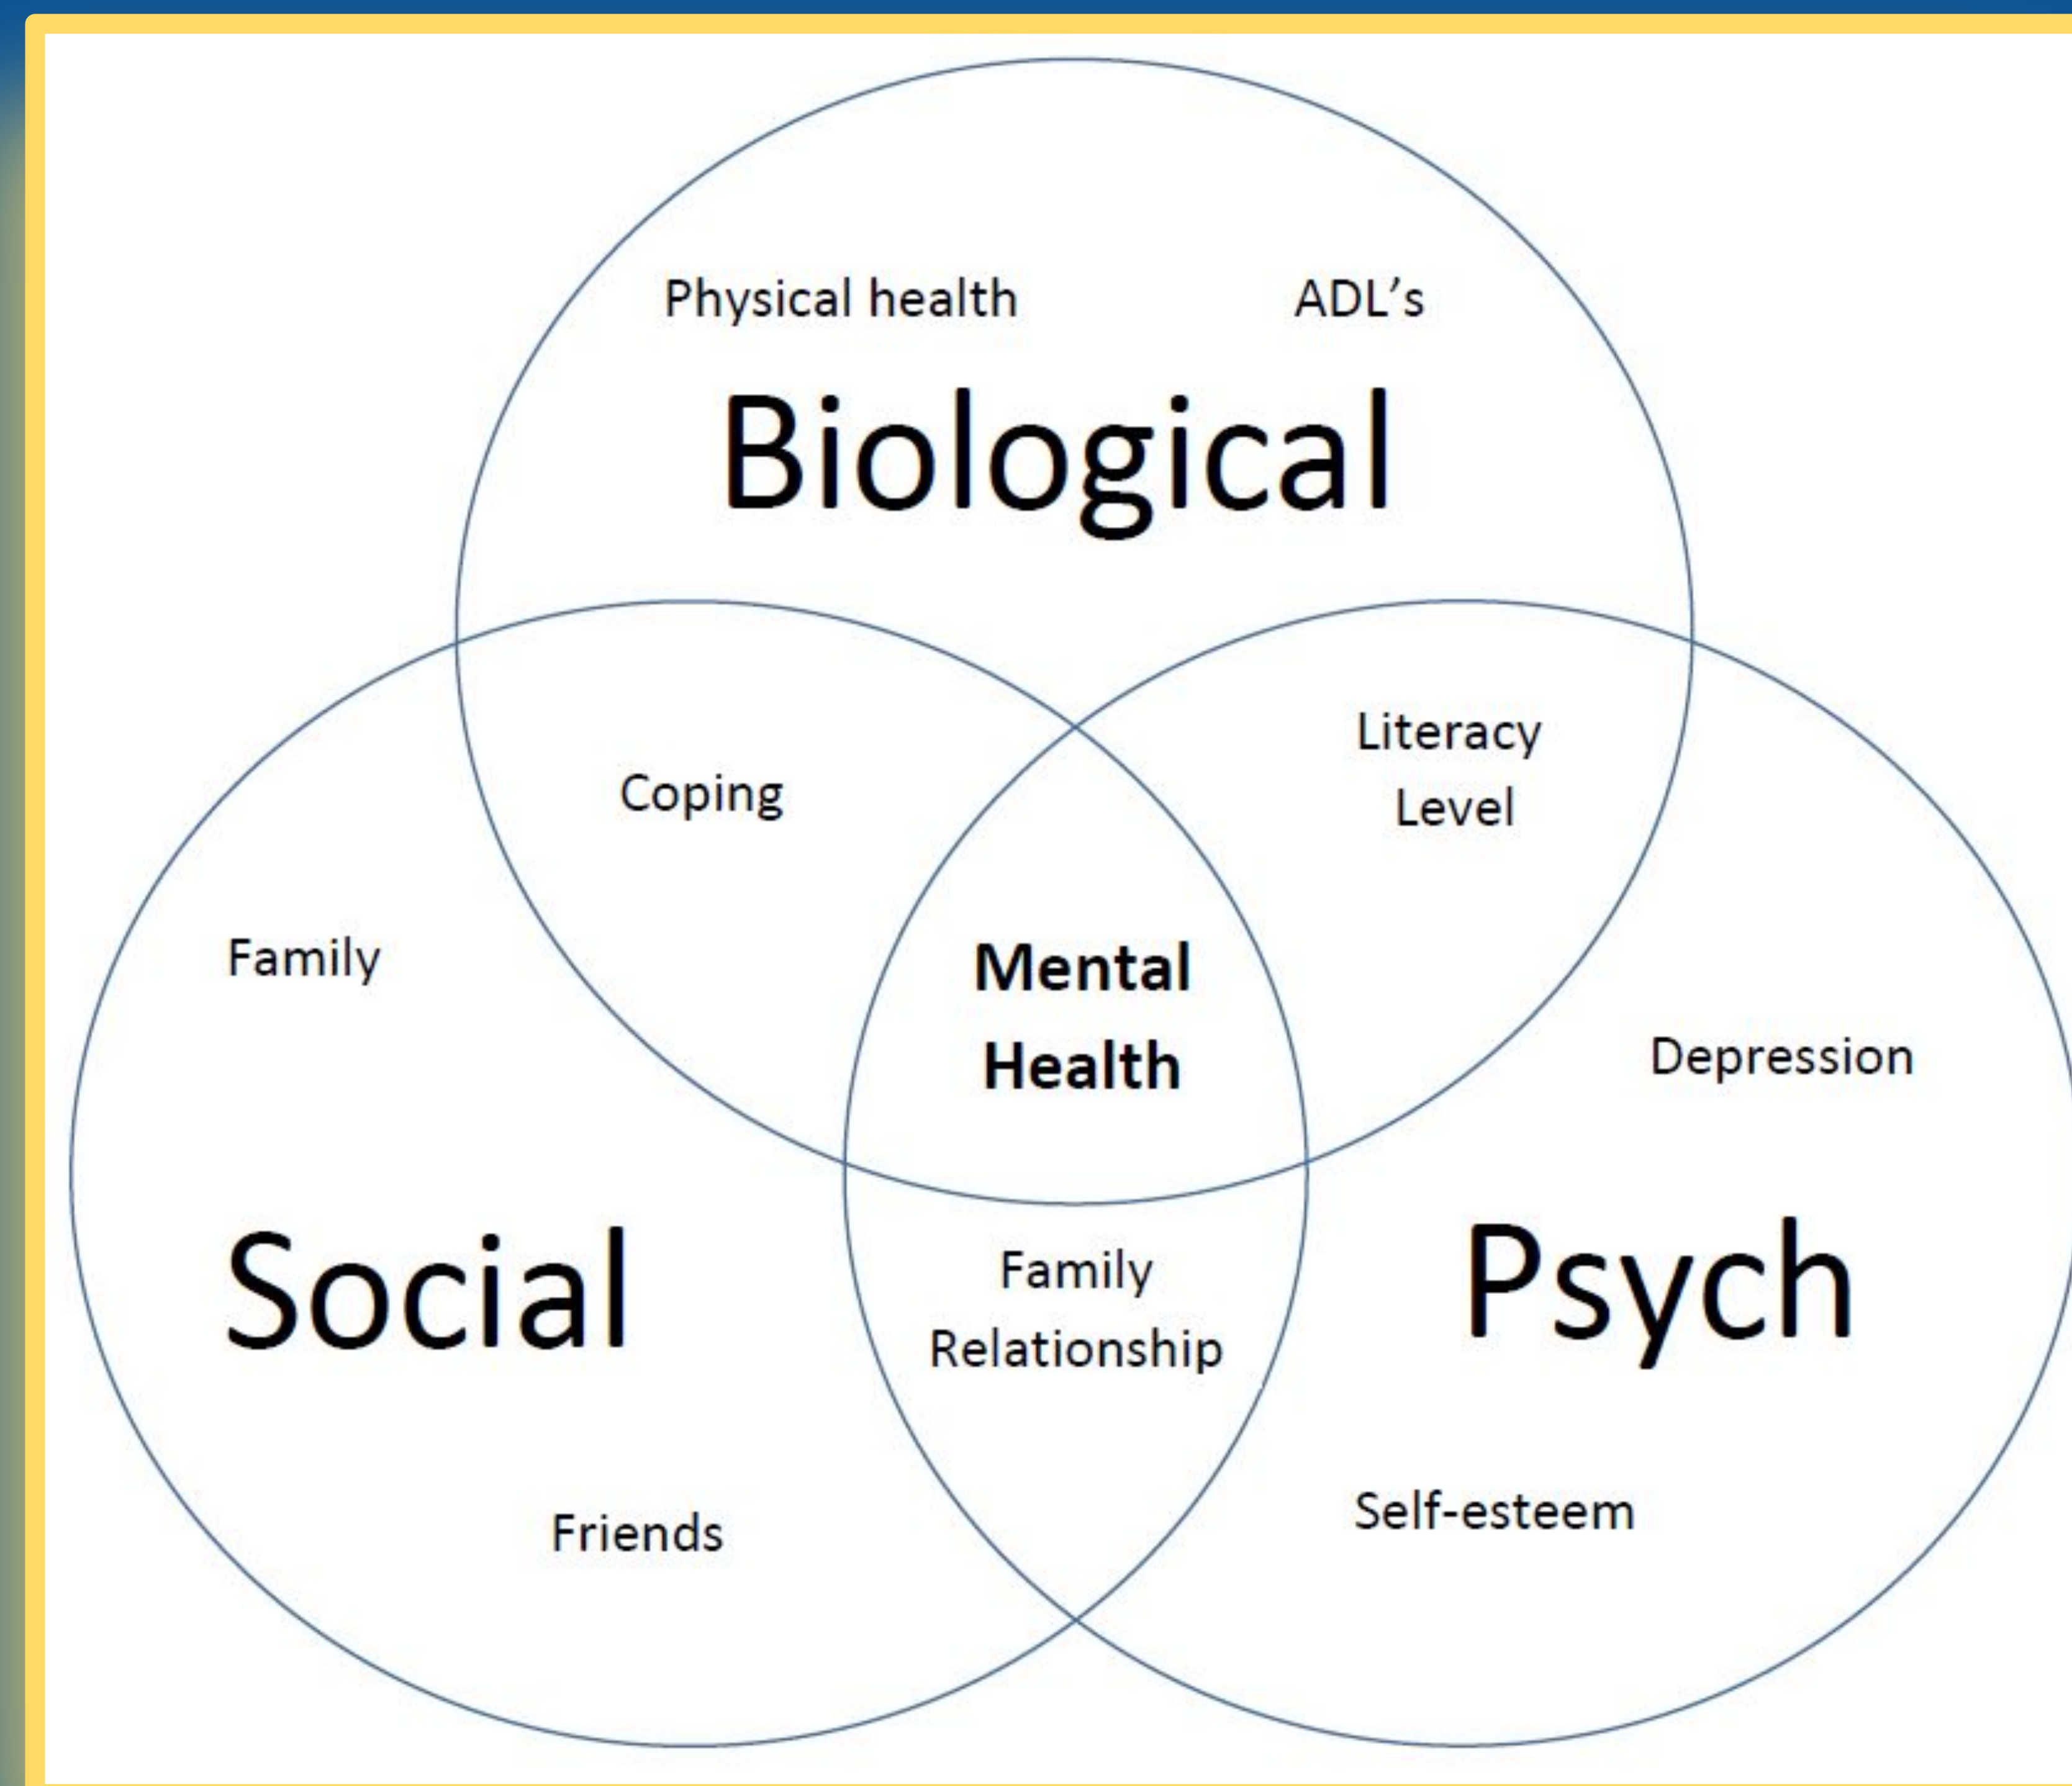 Physical health
ADL’s
Biological
Literacy
Level
Coping
Family
Mental
Health
Depression
Social
Psych
Family
Relationship
Self-esteem
Friends